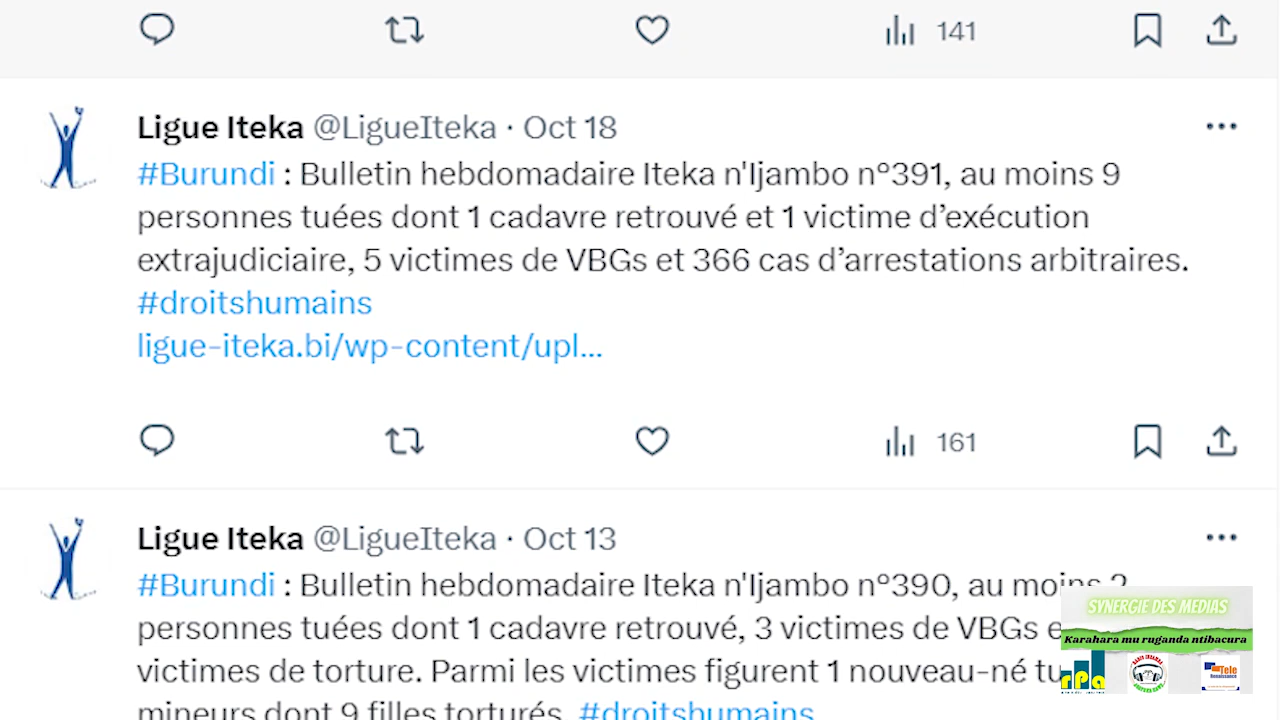 141
Ligue Iteka @LigueIteka · Oct 18
#Burundi : Bulletin hebdomadaire Iteka n'Ijambo n°391, au moins 9
personnes tuées dont 1 cadavre retrouvé et 1 victime d’exécution
extrajudiciaire, 5 victimes de VBGs et 366 cas d’arrestations arbitraires.
#droitshumains
ligue-iteka.bi/wp-content/upl...
161
Ligue Iteka @LigueIteka · Oct 13
#Burundi : Bulletin hebdomadaire Iteka n'Ijambo n°390, au moins 2
personnes tuées dont 1 cadavre retrouvé, 3 victimes de VBGs
victimes de torture. Parmi les victimes figurent 1 nouveau-né
mineurs dont 9 filles torturés. #droitshumains
SYNERGIE DES MEDIAS
Karahara mu ruganda ntibacura
rPa
Tele
Renaissance